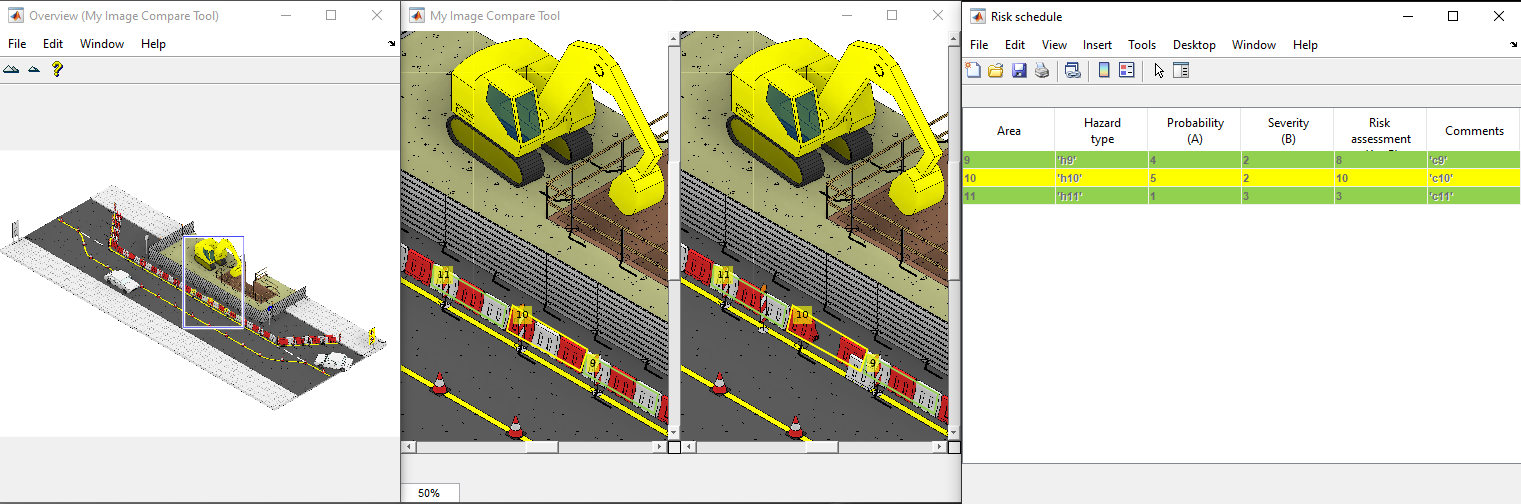 Overview (My Image Compare Tool)
File Edit Window Help
My Image Compare Tool
11
10
9
11
10
9
50%
Risk schedule
File Edit View Insert Tools Desktop Window Help
Area Hazard type Probability (A) Severity (B) Risk assessment Comments
9 'h9' 4 2 8 'c9'
10 'h10' 5 2 10 'c10'
11 'h11' 1 3 3 'c11'